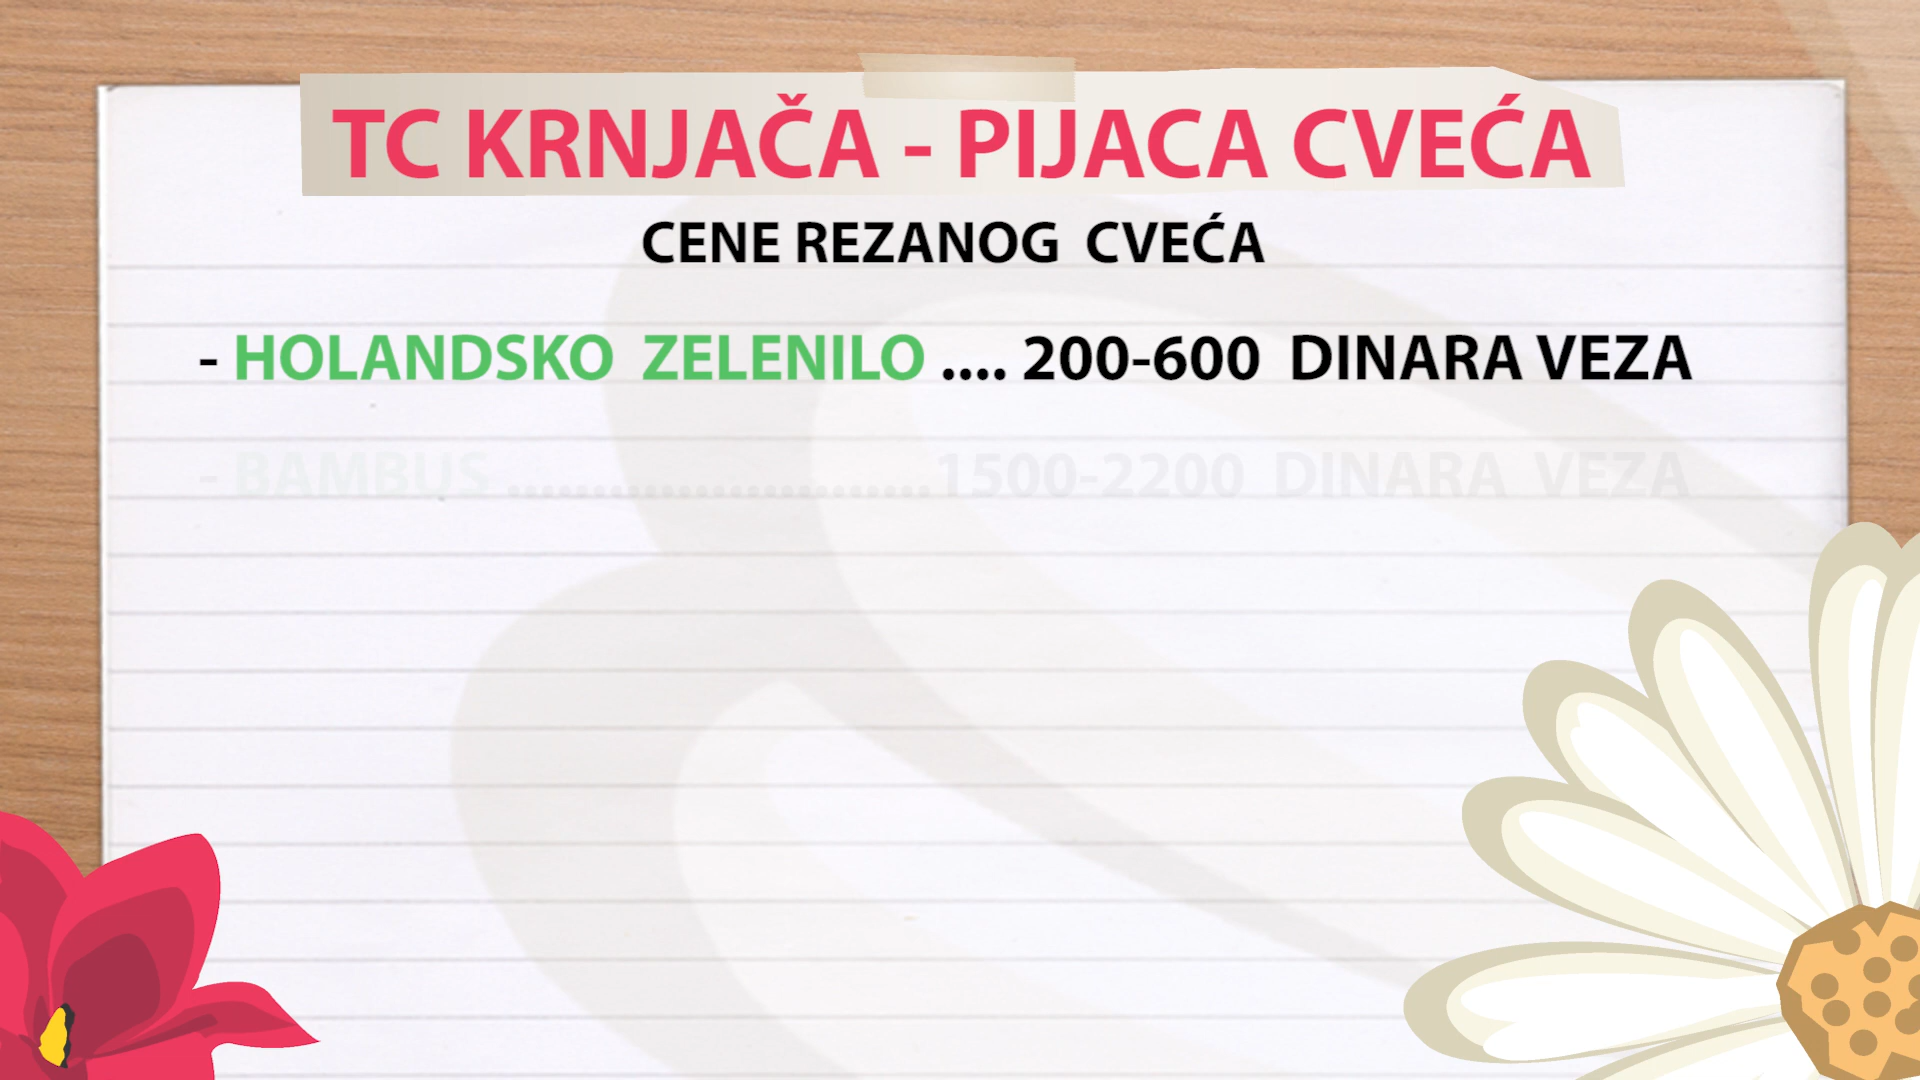 TC KRNJAČA - PIJACA CVEĆA
CENE REZANOG CVEĆA
- HOLANDSKO ZELENILO .... 200-600 DINARA VEZA
- BAMBUS ..............................1500-2200 DINARA VEZA